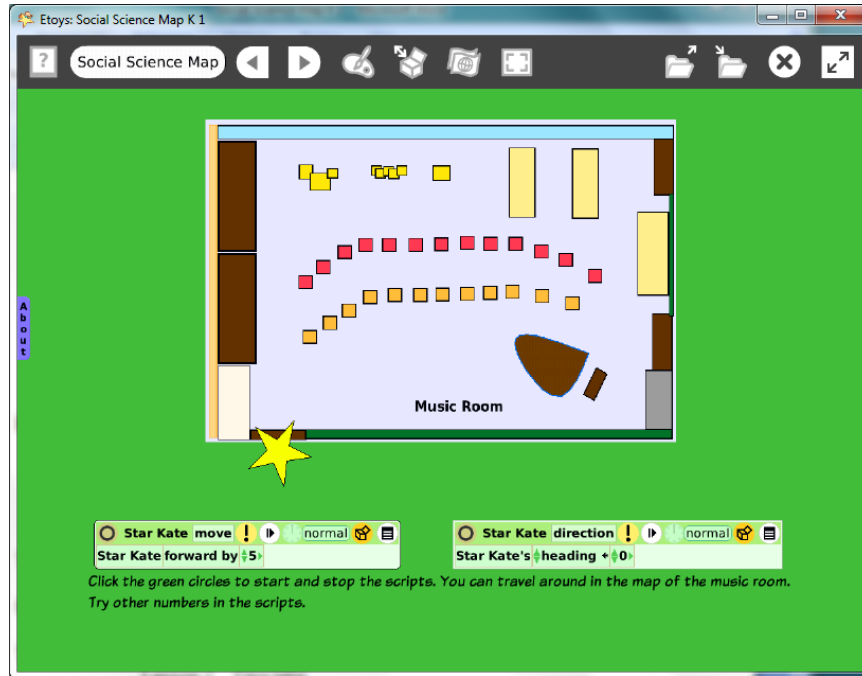 Etoys: Social Science Map K 1
? Social Science Map
About
Music Room
Star Kate move ! normal
Star Kate forward by 5
Star Kate direction ! normal
Star Kate's heading ← 0
Click the green circles to start and stop the scripts. You can travel around in the map of the music room.
Try other numbers in the scripts.